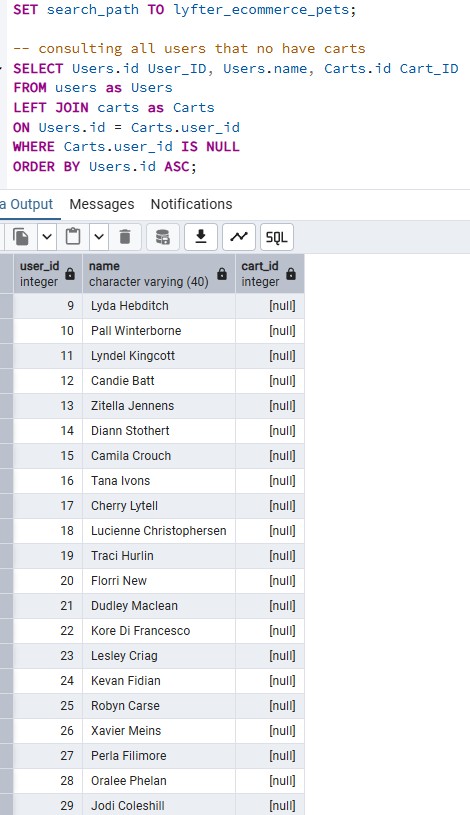 SET search_path TO lyfter_ecommerce_pets;
-- consulting all users that no have carts
SELECT Users.id User_ID, Users.name, Carts.id Cart_ID
FROM users as Users
LEFT JOIN carts as Carts
ON Users.id = Carts.user_id
WHERE Carts.user_id IS NULL
ORDER BY Users.id ASC;
a Output Messages Notifications
SQL
user_id name cart_id
integer character varying (40) integer
9 Lyda Hebditch [null]
10 Pall Winterborne [null]
11 Lyndel Kingcott [null]
12 Candie Batt [null]
13 Zitella Jennens [null]
14 Diann Stothert [null]
15 Camila Crouch [null]
16 Tana Ivons [null]
17 Cherry Lytell [null]
18 Lucienne Christophersen [null]
19 Traci Hurlin [null]
20 Florri New [null]
21 Dudley Maclean [null]
22 Kore Di Francesco [null]
23 Lesley Criag [null]
24 Kevan Fidian [null]
25 Robyn Carse [null]
26 Xavier Meins [null]
27 Perla Filimore [null]
28 Oralee Phelan [null]
29 Jodi Coleshill [null]